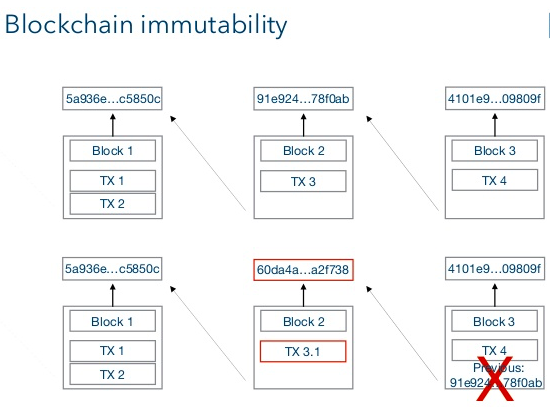 Blockchain immutability
5a936e...c5850c
91e924...78f0ab
4101e9...09809f
Block 1
Block 2
Block 3
TX 1
TX 3
TX 4
TX 2
5a936e...c5850c
60da4a...a2f738
4101e9...09809f
Block 1
Block 2
Block 3
TX 1
TX 3.1
TX 4
TX 2
Previous:
91e924...78f0ab